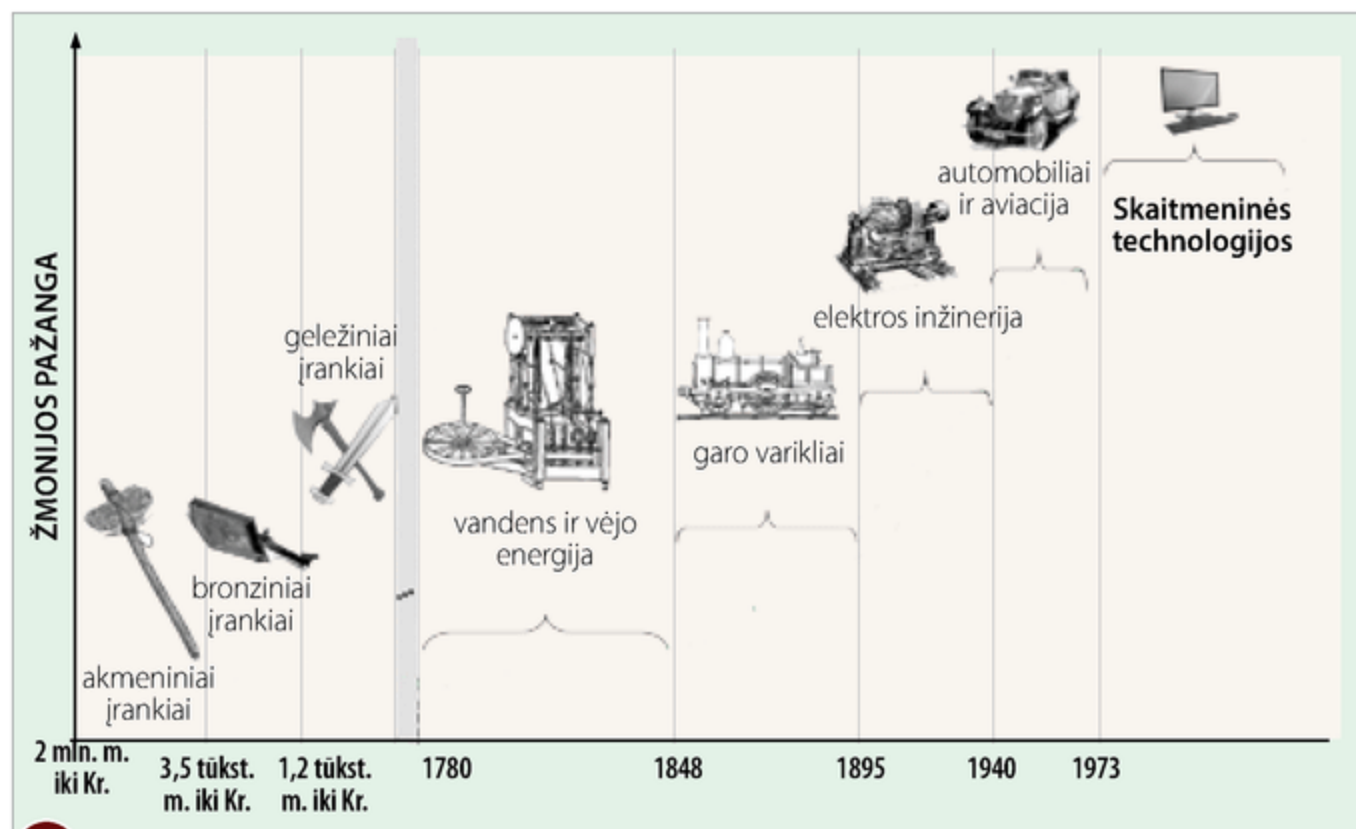 ŽMONIJOS PAŽANGA
akmeniniai
įrankiai
bronziniai
įrankiai
geležiniai
įrankiai
vandens ir vėjo
energija
garo varikliai
elektros inžinerija
automobiliai
ir aviacija
Skaitmeninės
technologijos
2 mln. m.
iki Kr.
3,5 tūkst.
m. iki Kr.
1,2 tūkst.
m. iki Kr.
1780
1848
1895
1940
1973